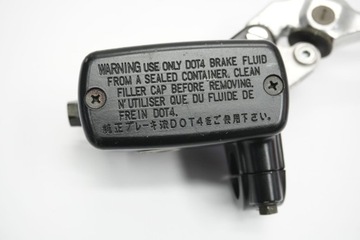 WARNING USE ONLY DOT4 BRAKE FLUID
FROM A SEALED CONTAINER. CLEAN
FILLER CAP BEFORE REMOVING.
N'UTILISER QUE DU FLUIDE DE
FREIN DOT4.
純正ブレーキ液DOT4をご使用下さい。